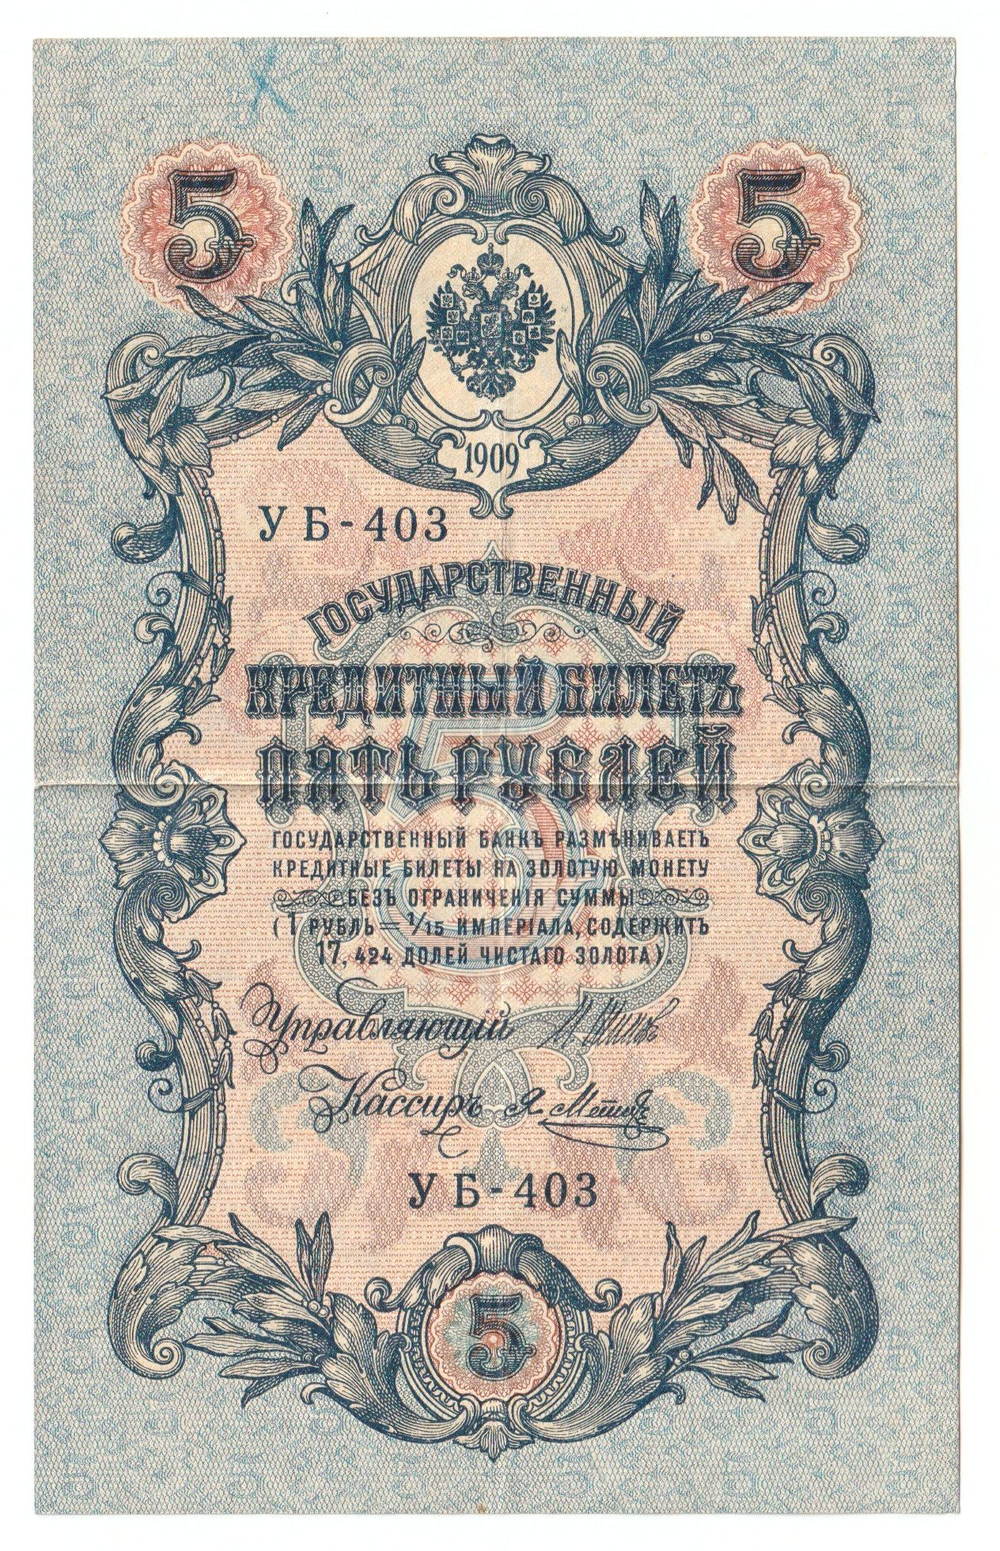 5 5
1909
УБ-403
ГОСУДАРСТВЕННЫЙ
КРЕДИТНЫЙ БИЛЕТЪ
ПЯТЬ РУБЛЕЙ
ГОСУДАРСТВЕННЫЙ БАНКЪ РАЗМѢНИВАЕТЪ
КРЕДИТНЫЕ БИЛЕТЫ НА ЗОЛОТУЮ МОНЕТУ
БЕЗЪ ОГРАНИЧЕНІЯ СУММЫ
(1 РУБЛЬ = 1/15 ИМПЕРІАЛА, СОДЕРЖИТЪ
17,424 ДОЛЕЙ ЧИСТАГО ЗОЛОТА)
Управляющій
Кассиръ
УБ-403
5